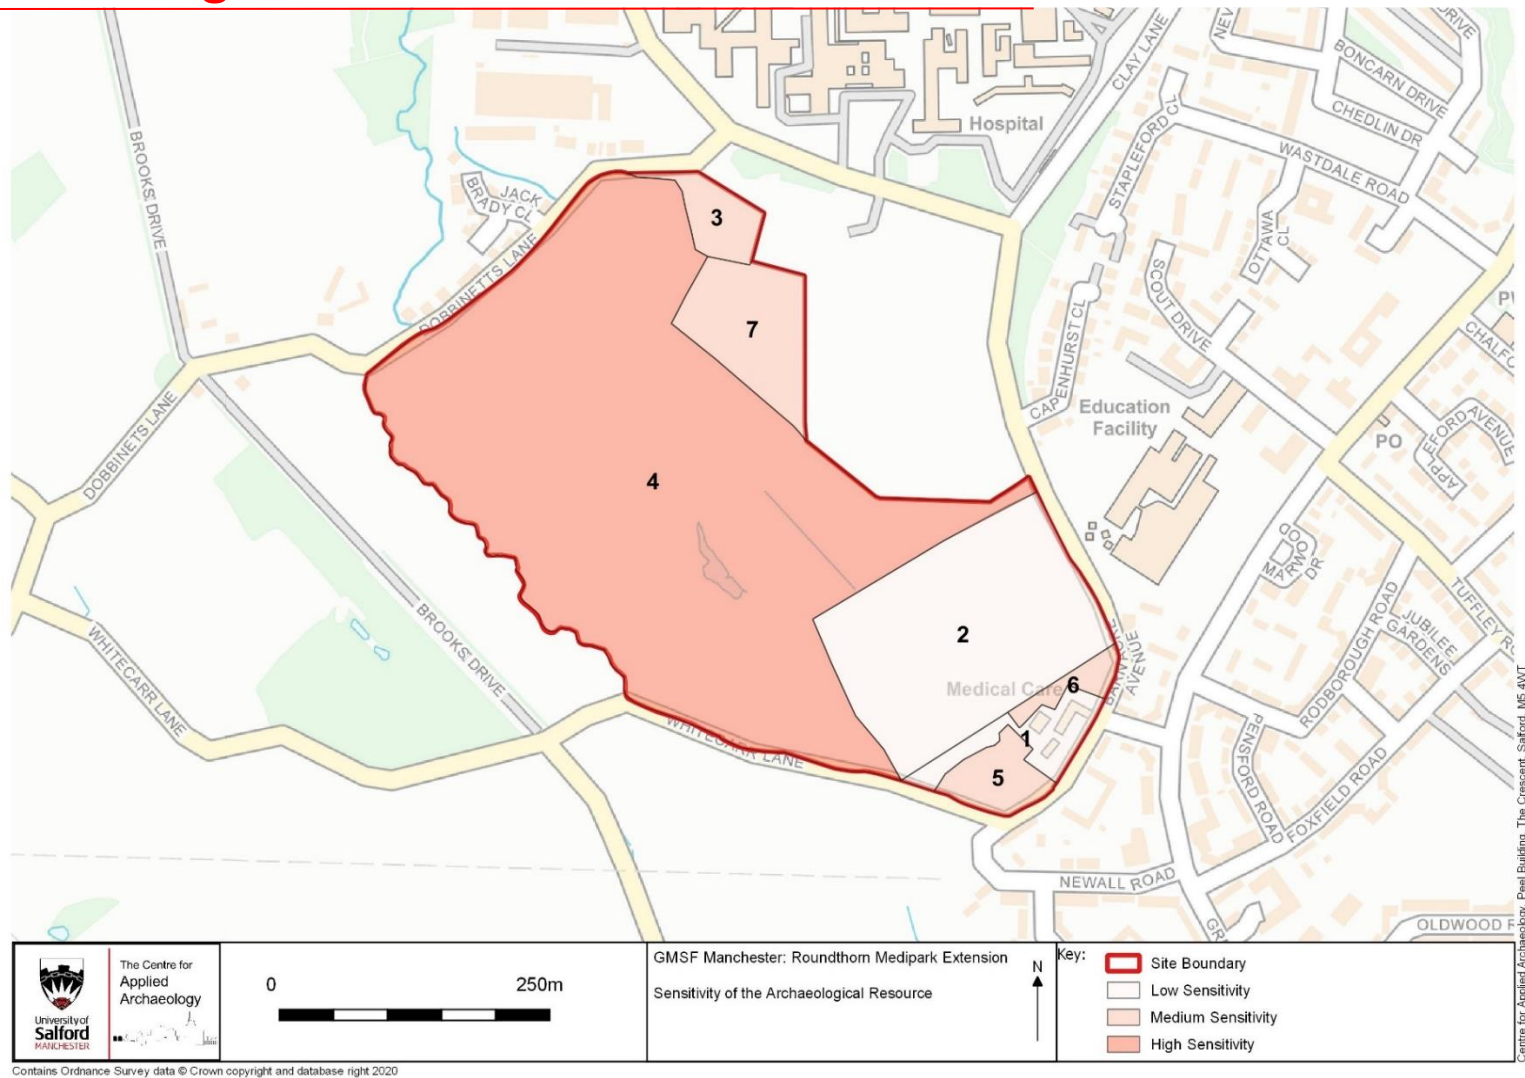 CLAY LANE
BONCARN DRIVE
CHEDLIN DR
WASTDALE ROAD
Hospital
STAPLEFORD CL
BROOKS DRIVE
JACK
BRADY CL
OTTAWA
CL
SCOUT DRIVE
3
DOBBINETTS LANE
7
CAPENHURST CL
Education
Facility
DOBBINETS LANE
PO
APPLEFORD AVENUE
4
MARWOOD
DR
TUFFLEY
BROOKS DRIVE
WHITECARR LANE
2
JUBILEE
GARDENS
RODBOROUGH ROAD
AVENUE
Medical Care
6
1
WHITECARR LANE
5
PENSFORD ROAD
FOXFIELD ROAD
NEWALL ROAD
OLDWOOD
Centre for Applied Archaeology, Peel Building, The Crescent, Salford, M5 4WT
University of
Salford
MANCHESTER
The Centre for
Applied
Archaeology
0 250m
GMSF Manchester: Roundthorn Medipark Extension
Sensitivity of the Archaeological Resource
N
Key:
Site Boundary
Low Sensitivity
Medium Sensitivity
High Sensitivity
Contains Ordnance Survey data © Crown copyright and database right 2020